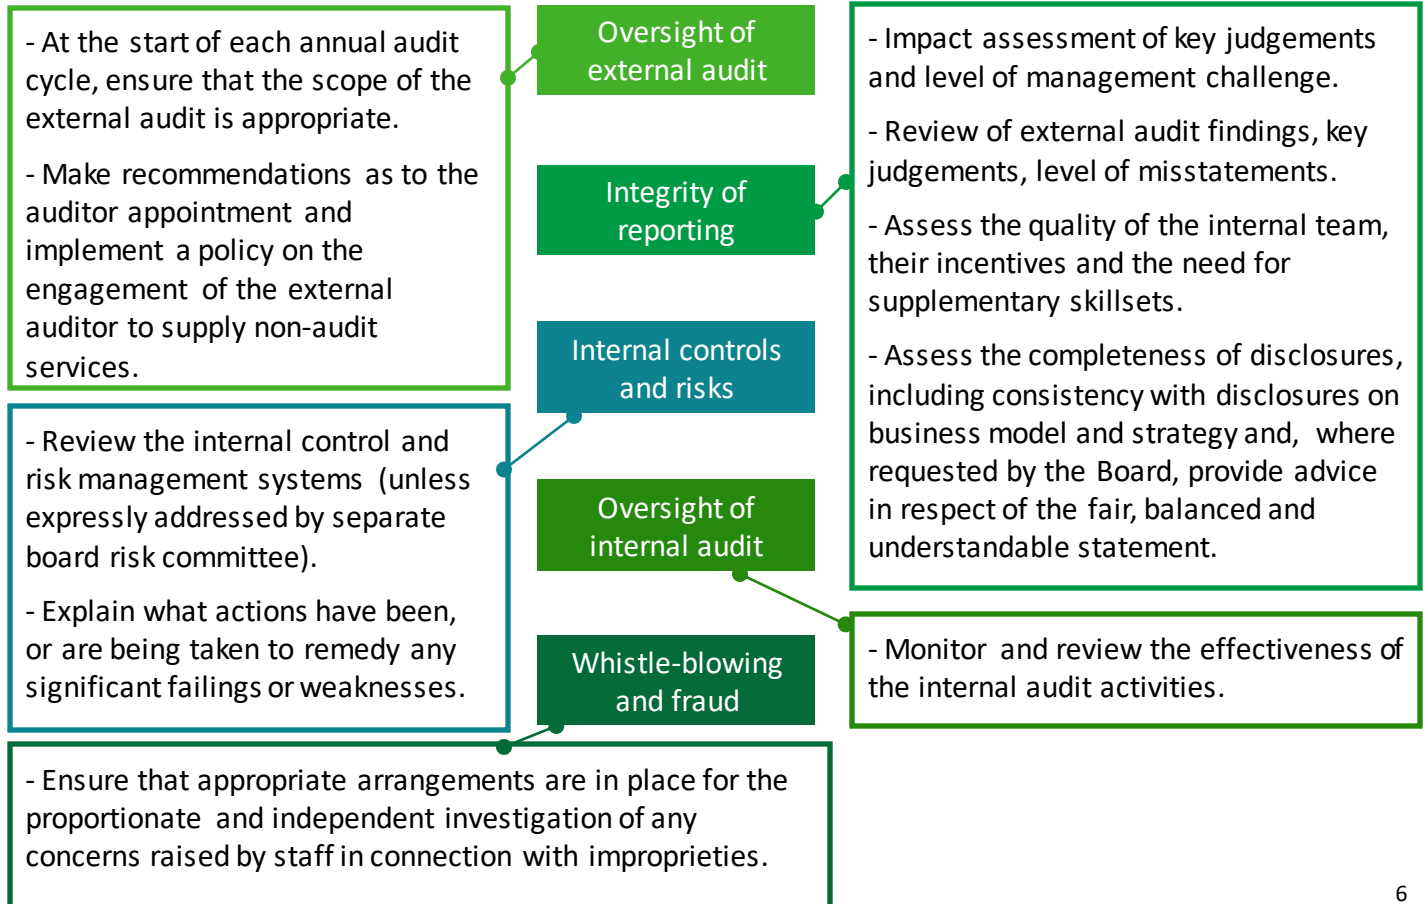 Oversight of
external audit
- At the start of each annual audit
cycle, ensure that the scope of the
external audit is appropriate.
- Make recommendations as to the
auditor appointment and
implement a policy on the
engagement of the external
auditor to supply non-audit
services.
Integrity of
reporting
- Impact assessment of key judgements
and level of management challenge.
- Review of external audit findings, key
judgements, level of misstatements.
- Assess the quality of the internal team,
their incentives and the need for
supplementary skillsets.
- Assess the completeness of disclosures,
including consistency with disclosures on
business model and strategy and, where
requested by the Board, provide advice
in respect of the fair, balanced and
understandable statement.
Internal controls
and risks
- Review the internal control and
risk management systems (unless
expressly addressed by separate
board risk committee).
- Explain what actions have been,
or are being taken to remedy any
significant failings or weaknesses.
Oversight of
internal audit
- Monitor and review the effectiveness of
the internal audit activities.
Whistle-blowing
and fraud
- Ensure that appropriate arrangements are in place for the
proportionate and independent investigation of any
concerns raised by staff in connection with improprieties.
6